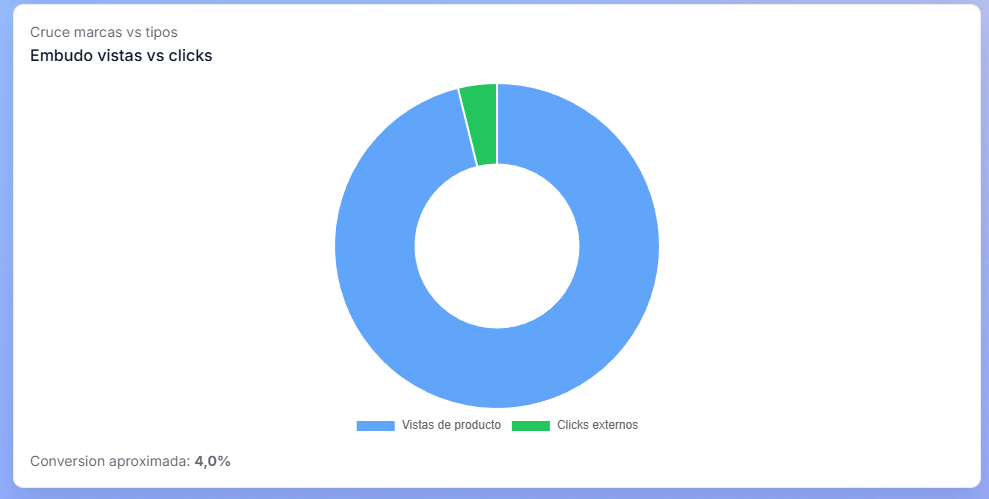 Cruce marcas vs tipos
Embudo vistas vs clicks
Vistas de producto Clicks externos
Conversion aproximada: 4,0%